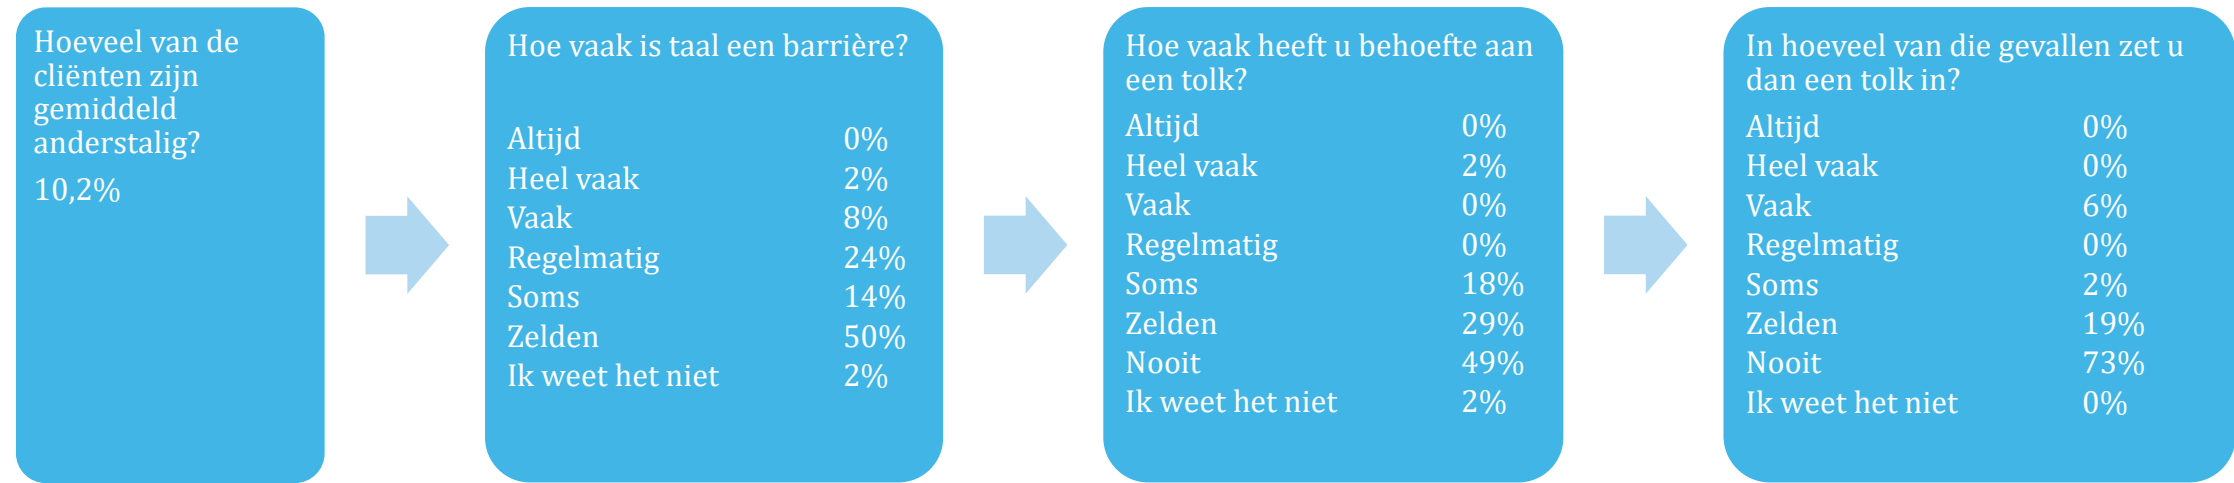 Hoeveel van de
cliënten zijn
gemiddeld
anderstalig?
10,2%
Hoe vaak is taal een barrière?
Altijd 0%
Heel vaak 2%
Vaak 8%
Regelmatig 24%
Soms 14%
Zelden 50%
Ik weet het niet 2%
Hoe vaak heeft u behoefte aan
een tolk?
Altijd 0%
Heel vaak 2%
Vaak 0%
Regelmatig 0%
Soms 18%
Zelden 29%
Nooit 49%
Ik weet het niet 2%
In hoeveel van die gevallen zet u
dan een tolk in?
Altijd 0%
Heel vaak 0%
Vaak 6%
Regelmatig 0%
Soms 2%
Zelden 19%
Nooit 73%
Ik weet het niet 0%